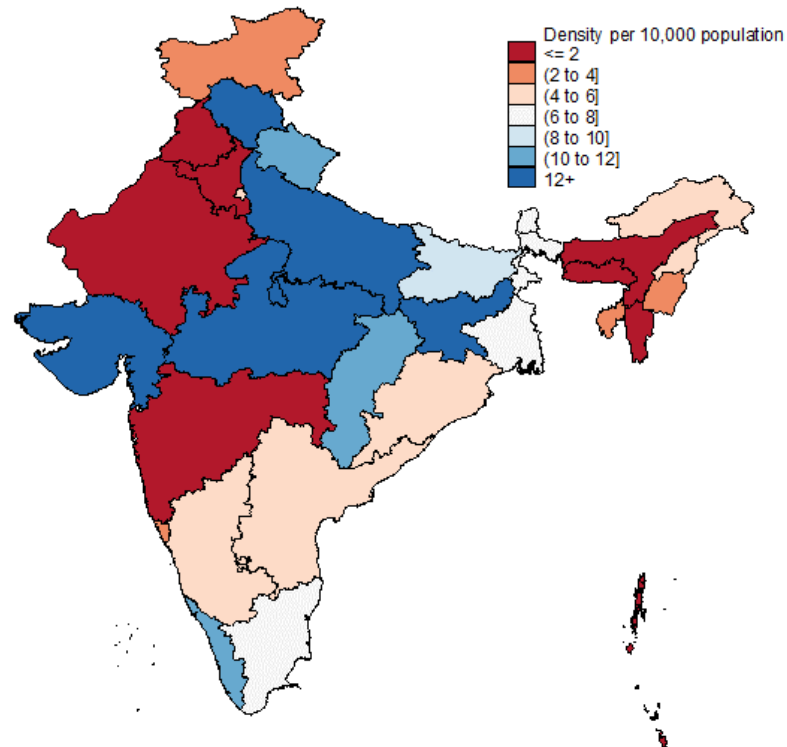 Density per 10,000 population
<= 2
(2 to 4]
(4 to 6]
(6 to 8]
(8 to 10]
(10 to 12]
12+